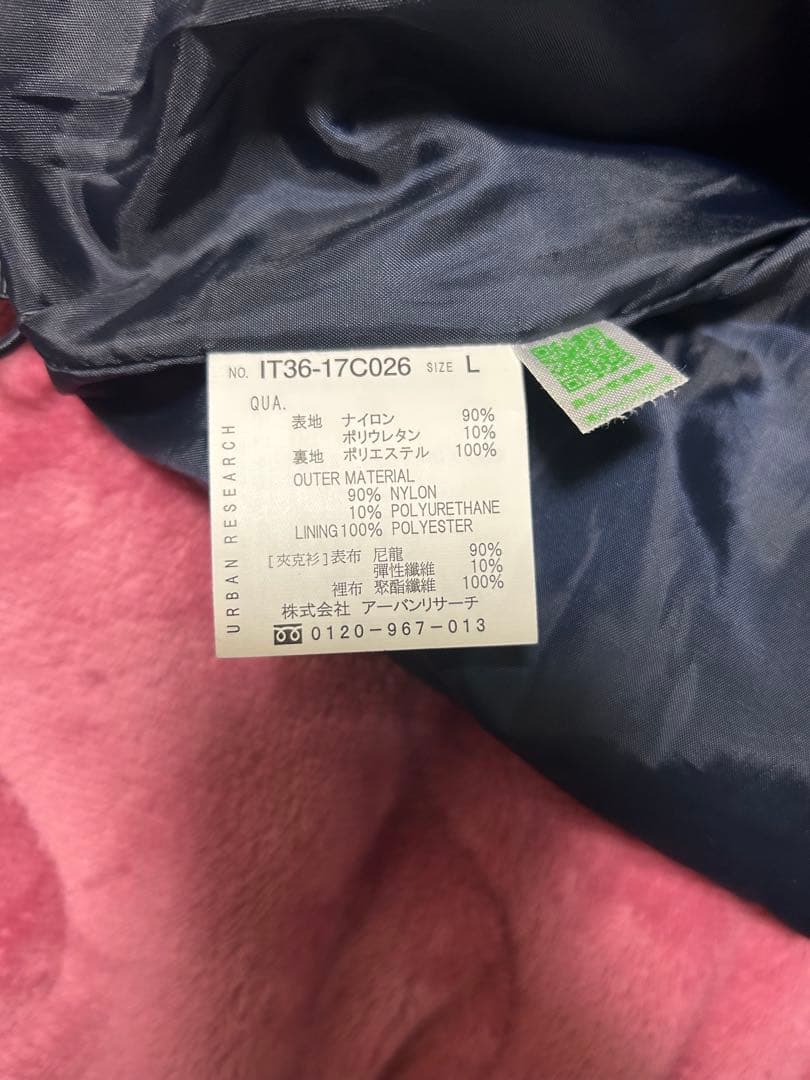 NO. IT36-17C026 SIZE L
QUA.
表地 ナイロン 90%
ポリウレタン 10%
裏地 ポリエステル 100%
OUTER MATERIAL
90% NYLON
10% POLYURETHANE
LINING100% POLYESTER
[夾克衫]表布 尼龍 90%
彈性纖維 10%
裡布 聚酯纖維 100%
株式会社 アーバンリサーチ
0120-967-013
URBAN RESEARCH